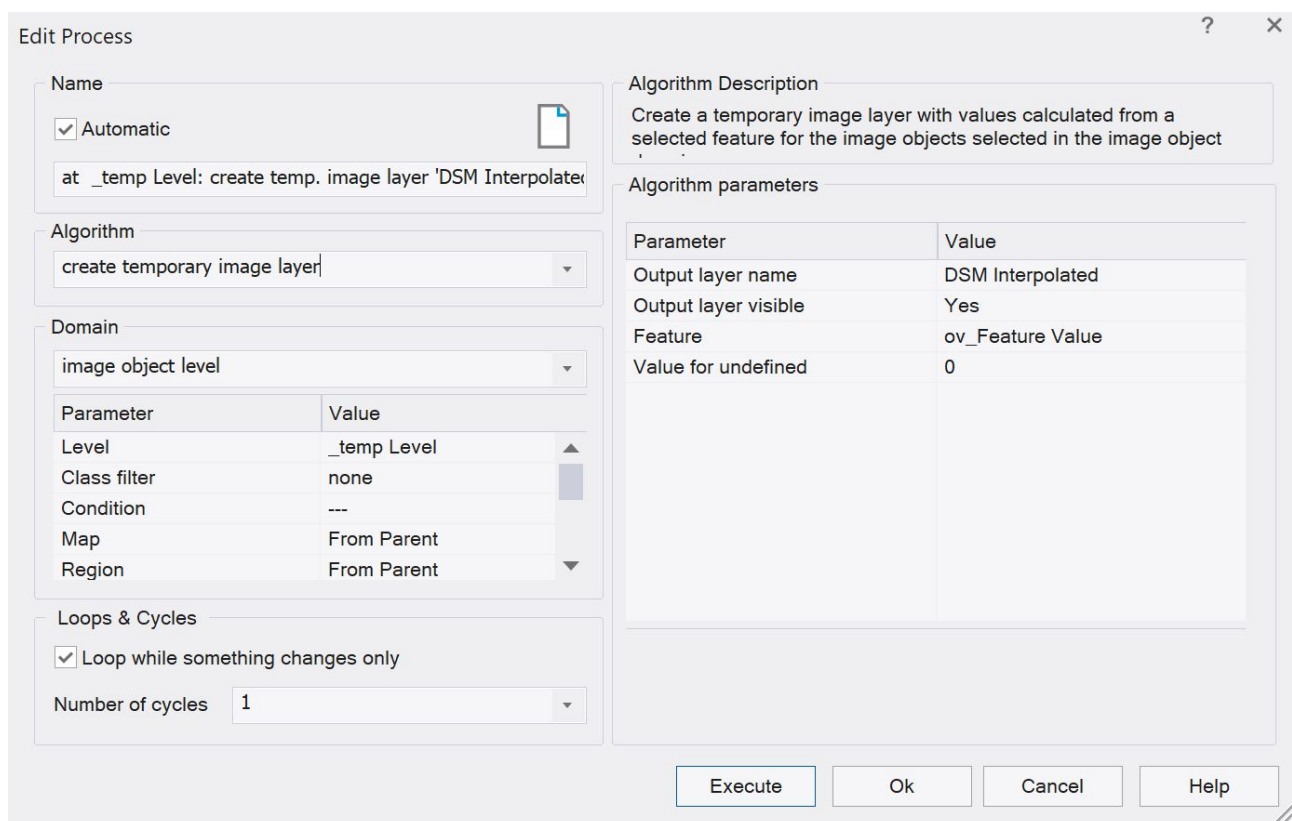 Edit Process
?
×
Name
Automatic
at _temp Level: create temp. image layer 'DSM Interpolated
Algorithm
create temporary image layer
Domain
image object level
Parameter Value
Level _temp Level
Class filter none
Condition ---
Map From Parent
Region From Parent
Loops & Cycles
Loop while something changes only
Number of cycles 1
Algorithm Description
Create a temporary image layer with values calculated from a
selected feature for the image objects selected in the image object
Algorithm parameters
Parameter Value
Output layer name DSM Interpolated
Output layer visible Yes
Feature ov_Feature Value
Value for undefined 0
Execute Ok Cancel Help